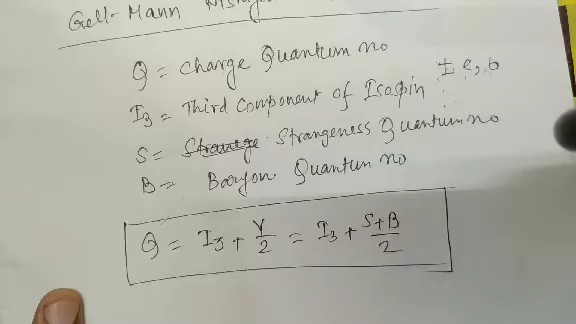 Gell-Mann
Q = Charge Quantum no
I3 = Third Component of Isospin
S = Strangeness Quantum no
B = Baryon Quantum no
Q = I3 + Y/2 = I3 + S+B/2